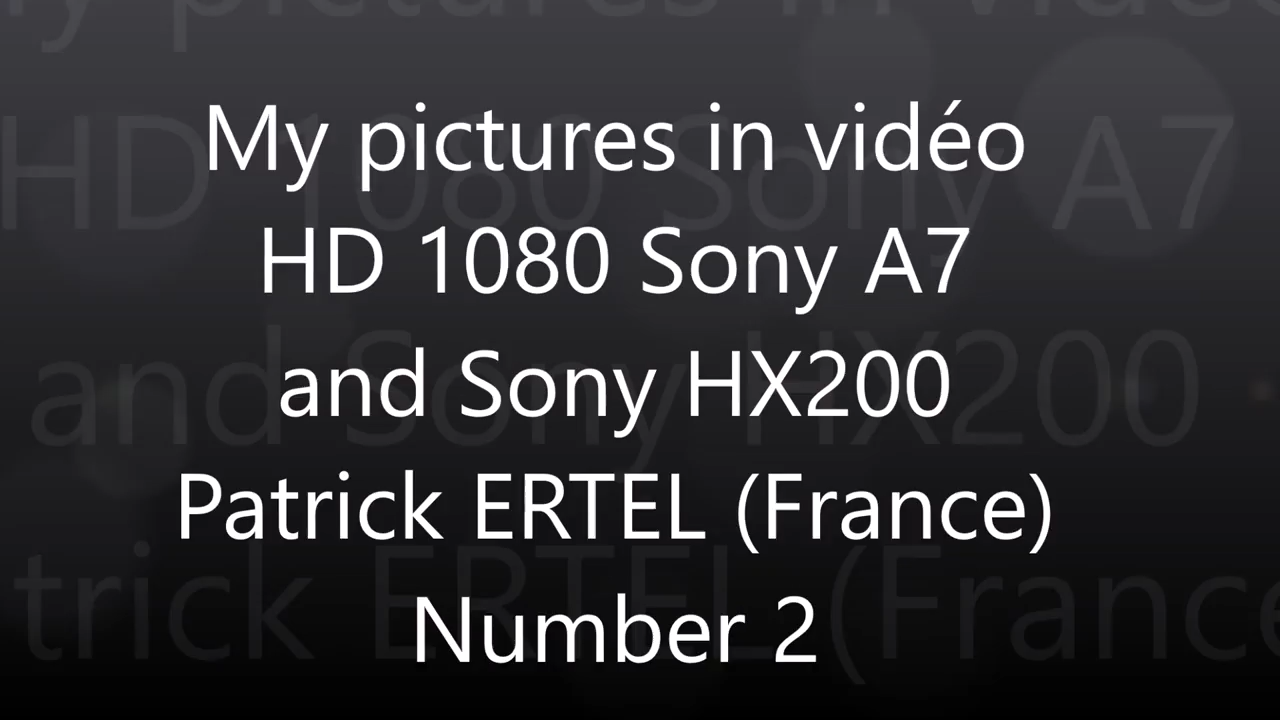 My pictures in vidéo
HD 1080 Sony A7
and Sony HX200
Patrick ERTEL (France)
Number 2